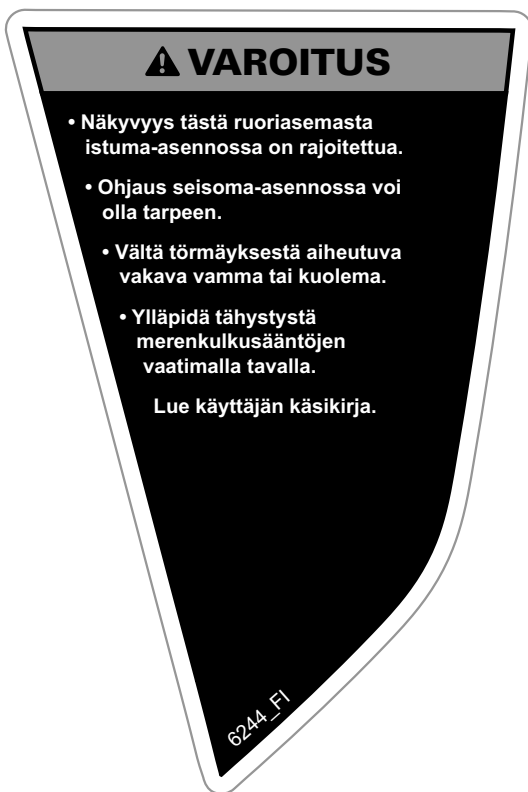 ⚠ VAROITUS
• Näkyvyys tästä ruoriasemasta
istuma-asennossa on rajoitettua.
• Ohjaus seisoma-asennossa voi
olla tarpeen.
• Vältä törmäyksestä aiheutuva
vakava vamma tai kuolema.
• Ylläpidä tähystystä
merenkulkusääntöjen
vaatimalla tavalla.
Lue käyttäjän käsikirja.
6244_FI